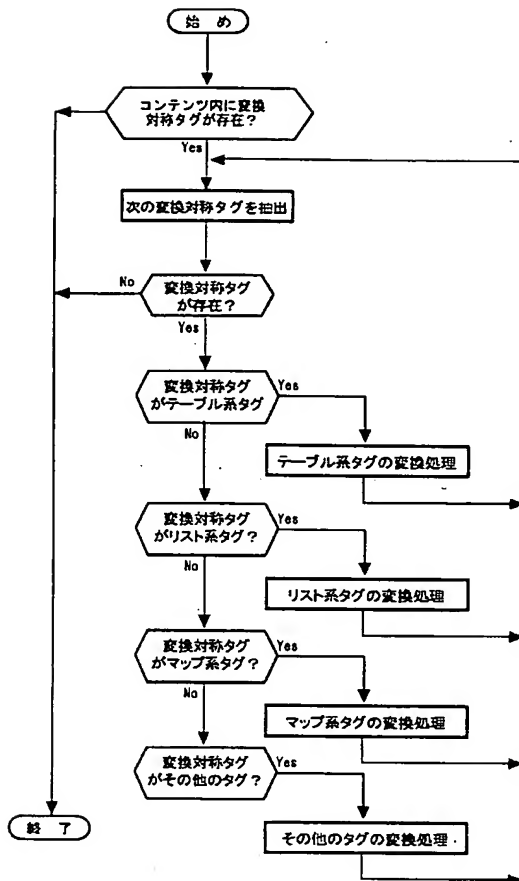 始 め
コンテンツ内に変換
対称タグが存在?
Yes
次の変換対称タグを抽出
No
変換対称タグ
が存在?
Yes
変換対称タグ
がテーブル系タグ
Yes
No
テーブル系タグの変換処理
変換対称タグ
がリスト系タグ?
Yes
No
リスト系タグの変換処理
変換対称タグ
がマップ系タグ?
Yes
No
マップ系タグの変換処理
変換対称タグ
がその他のタグ?
Yes
終 了
その他のタグの変換処理